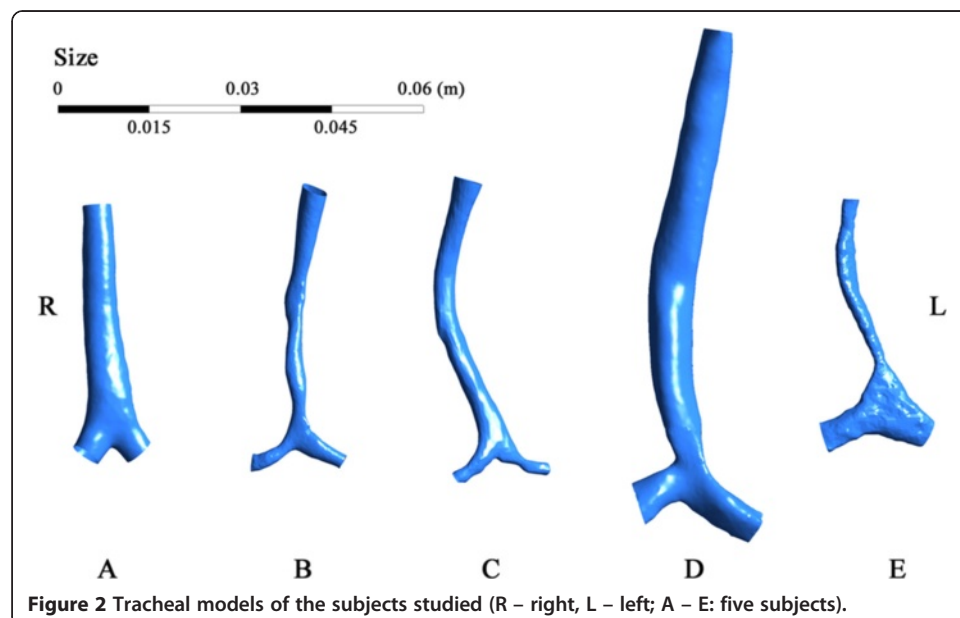 Size
0 0.03 0.06 (m)
0.015 0.045
R L
A B C D E
Figure 2 Tracheal models of the subjects studied (R – right, L – left; A – E: five subjects).